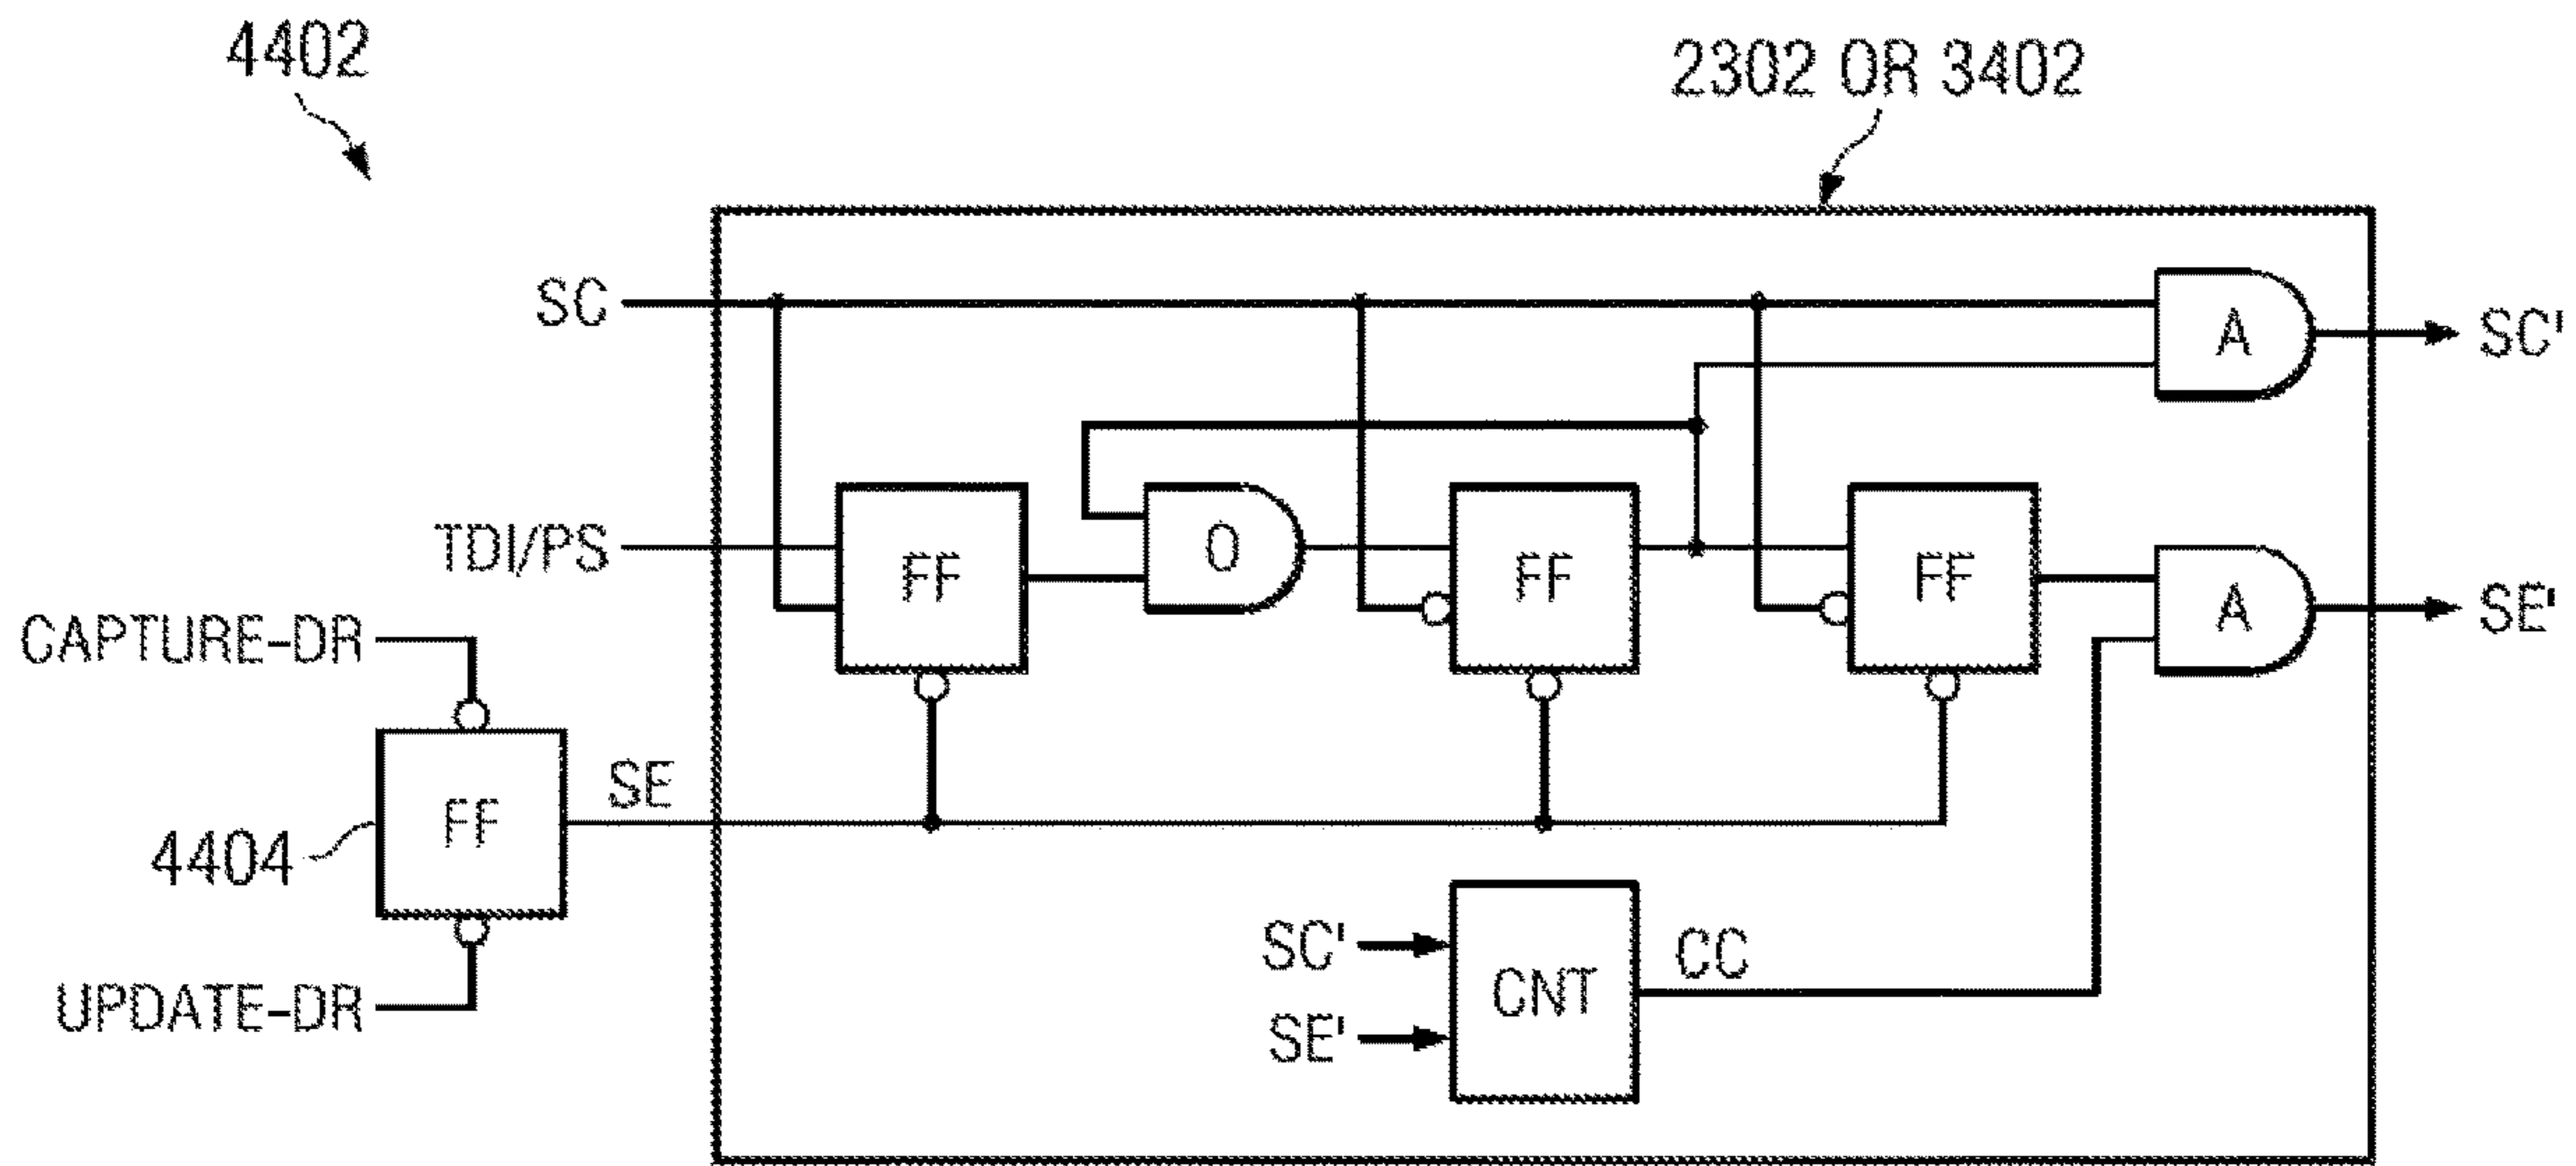 4402
2302 OR 3402
SC
A
SC'
TDI/PS
FF
O
FF
FF
A
SE'
CAPTURE-DR
FF
SE
4404
UPDATE-DR
SC'
SE'
CNT
CC